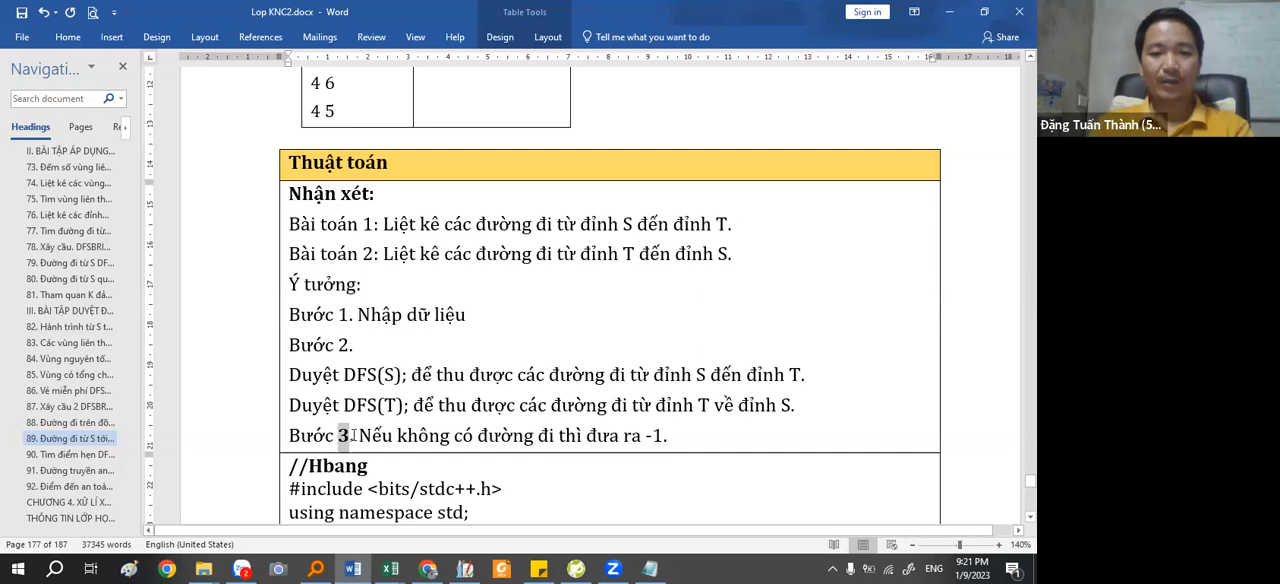 Lop KNC2.docx - Word
Table Tools
Sign in
File
Home
Insert
Design
Layout
References
Mailings
Review
View
Help
Design
Layout
Tell me what you want to do
Share
Navigati...
Search document
Headings
Pages
Re
II. BÀI TẬP ÁP DỤNG...
73. Đếm số vùng liê...
74. Liệt kê các vùng...
75. Tìm vùng liên th...
76. Liệt kê các đỉnh...
77. Tìm đường đi từ...
78. Xây cầu. DFSBRI...
79. Đường đi từ S DF...
80. Đường đi từ S qu...
81. Tham quan K đả...
III. BÀI TẬP DUYỆT Đ...
82. Hành trình từ S t...
83. Các vùng liên th...
84. Vùng nguyên tố...
85. Vùng có tổng ch...
86. Vé miễn phí DFS...
87. Xây cầu 2 DFSBR...
88. Đường đi trên đồ...
89. Đường đi từ S tới...
90. Tìm điểm hẹn DF...
91. Đường truyền an...
92. Điểm đến an toàn...
CHƯƠNG 4. XỬ LÍ X...
THÔNG TIN LỚP HỌ...
4 6
4 5
Thuật toán
Nhận xét:
Bài toán 1: Liệt kê các đường đi từ đỉnh S đến đỉnh T.
Bài toán 2: Liệt kê các đường đi từ đỉnh T đến đỉnh S.
Ý tưởng:
Bước 1. Nhập dữ liệu
Bước 2.
Duyệt DFS(S); để thu được các đường đi từ đỉnh S đến đỉnh T.
Duyệt DFS(T); để thu được các đường đi từ đỉnh T về đỉnh S.
Bước 3. Nếu không có đường đi thì đưa ra -1.
//Hbang
#include <bits/stdc++.h>
using namespace std;
Đặng Tuấn Thành (5...
Page 177 of 187
37345 words
English (United States)
140%
ENG
9:21 PM
1/9/2023